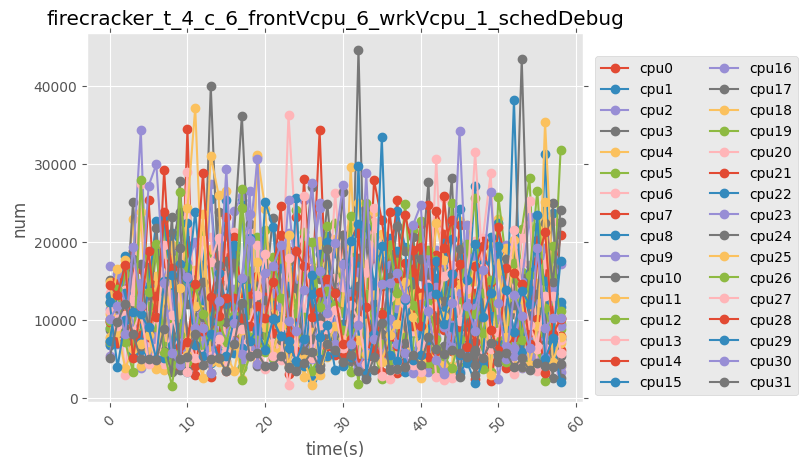 firecracker_t_4_c_6_frontVcpu_6_wrkVcpu_1_schedDebug
40000
30000
20000
10000
0
num
0
10
20
30
40
50
60
time(s)
cpu0
cpu1
cpu2
cpu3
cpu4
cpu5
cpu6
cpu7
cpu8
cpu9
cpu10
cpu11
cpu12
cpu13
cpu14
cpu15
cpu16
cpu17
cpu18
cpu19
cpu20
cpu21
cpu22
cpu23
cpu24
cpu25
cpu26
cpu27
cpu28
cpu29
cpu30
cpu31